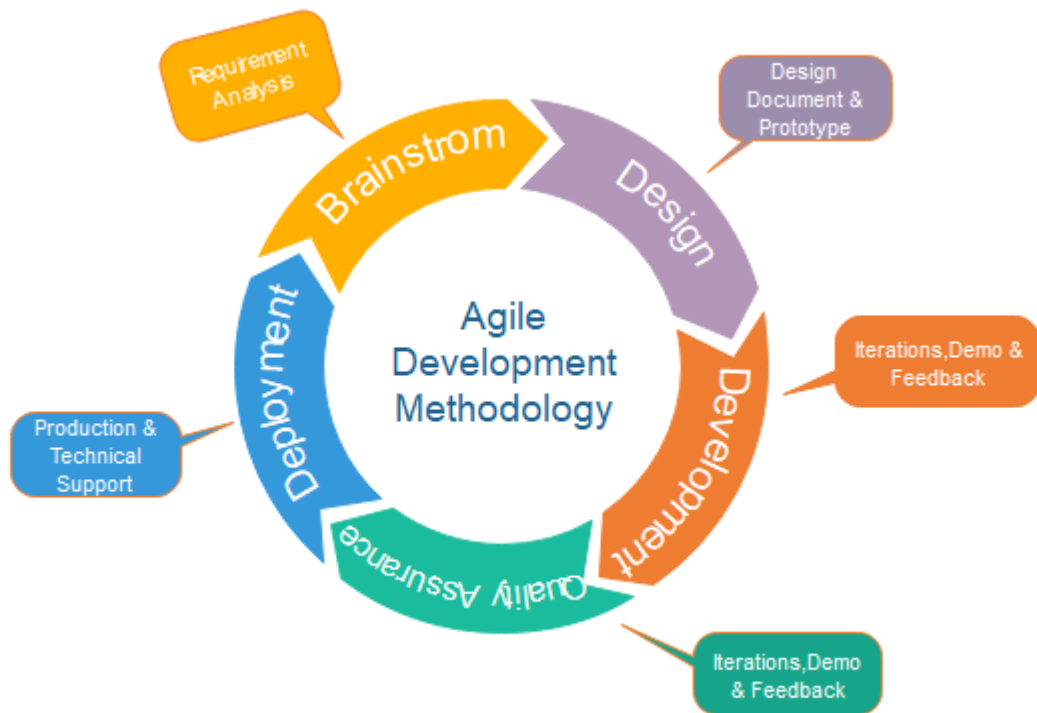 Requirement
Analysis
Brainstrom
Design
Document &
Prototype
Design
Iterations,Demo &
Feedback
Development
Iterations,Demo
& Feedback
Quality Assurance
Production &
Technical
Support
Deployment
Agile
Development
Methodology